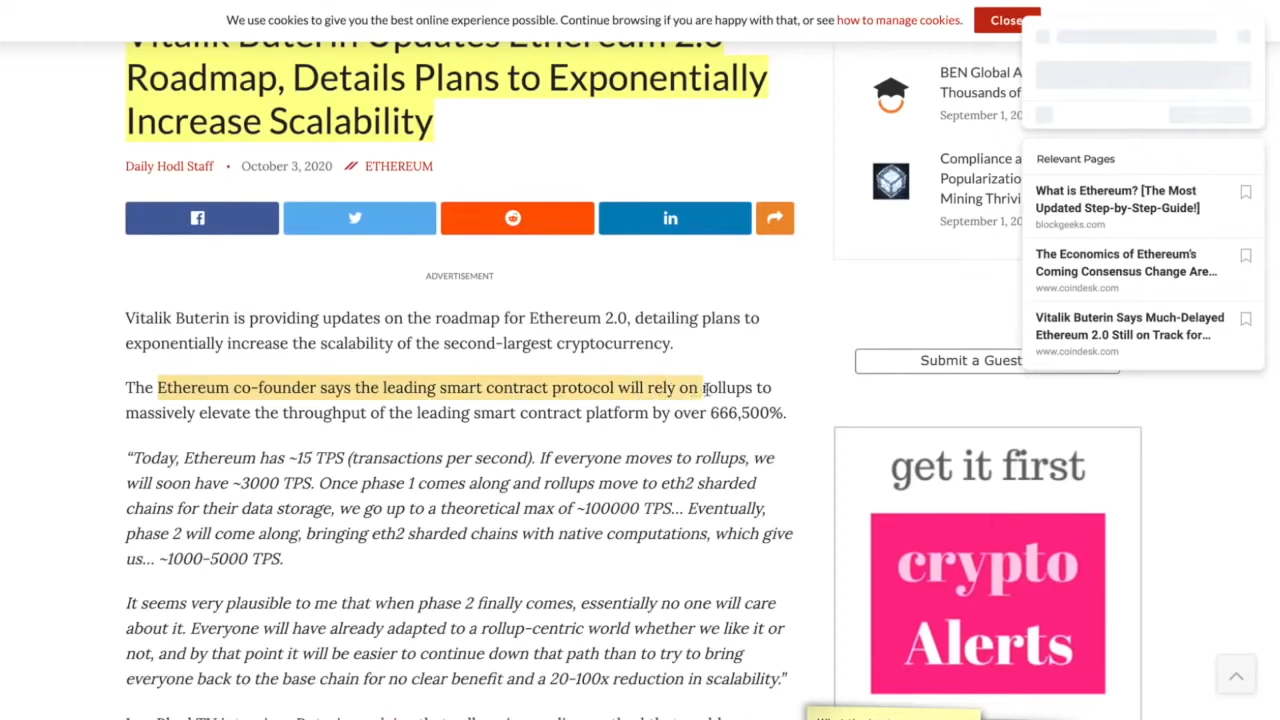 We use cookies to give you the best online experience possible. Continue browsing if you are happy with that, or see how to manage cookies.
Close
Vitalik Buterin Updates Ethereum 2.0
Roadmap, Details Plans to Exponentially
Increase Scalability
Daily Hodl Staff • October 3, 2020 // ETHEREUM
ADVERTISEMENT
Vitalik Buterin is providing updates on the roadmap for Ethereum 2.0, detailing plans to
exponentially increase the scalability of the second-largest cryptocurrency.
The Ethereum co-founder says the leading smart contract protocol will rely on rollups to
massively elevate the throughput of the leading smart contract platform by over 666,500%.
“Today, Ethereum has ~15 TPS (transactions per second). If everyone moves to rollups, we
will soon have ~3000 TPS. Once phase 1 comes along and rollups move to eth2 sharded
chains for their data storage, we go up to a theoretical max of ~100000 TPS… Eventually,
phase 2 will come along, bringing eth2 sharded chains with native computations, which give
us… ~1000-5000 TPS.
It seems very plausible to me that when phase 2 finally comes, essentially no one will care
about it. Everyone will have already adapted to a rollup-centric world whether we like it or
not, and by that point it will be easier to continue down that path than to try to bring
everyone back to the base chain for no clear benefit and a 20-100x reduction in scalability.”
BEN Global A
Thousands of
September 1, 20
Compliance a
Popularizatio
Mining Thrivi
September 1, 20
Relevant Pages
What is Ethereum? [The Most
Updated Step-by-Step-Guide!]
blockgeeks.com
The Economics of Ethereum’s
Coming Consensus Change Are...
www.coindesk.com
Vitalik Buterin Says Much-Delayed
Ethereum 2.0 Still on Track for...
www.coindesk.com
Submit a Guest
get it first
crypto
Alerts